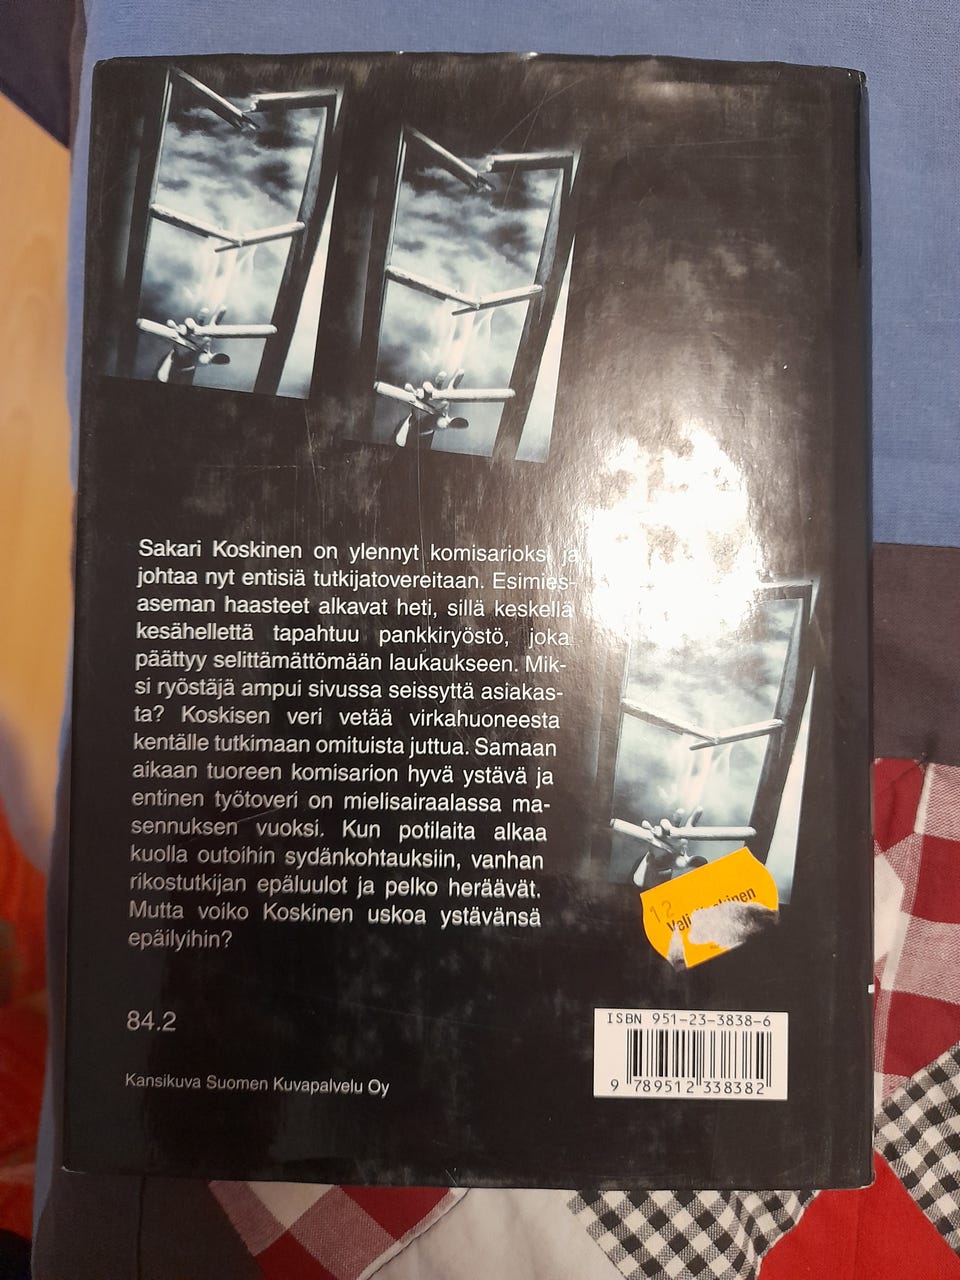 Sakari Koskinen on ylennyt komisarioksi ja
johtaa nyt entisiä tutkijatovereitaan. Esimies-
aseman haasteet alkavat heti, sillä keskellä
kesähellettä tapahtuu pankkiryöstö, joka
päättyy selittämättömään laukaukseen. Mik-
si ryöstäjä ampui sivussa seissyttä asiakas-
ta? Koskisen veri vetää virkahuoneesta
kentälle tutkimaan omituista juttua. Samaan
aikaan tuoreen komisarion hyvä ystävä ja
entinen työtoveri on mielisairaalassa ma-
sennuksen vuoksi. Kun potilaita alkaa
kuolla outoihin sydänkohtauksiin, vanhan
rikostutkijan epäluulot ja pelko heräävät.
Mutta voiko Koskinen uskoa ystävänsä
epäilyihin?
12
Veli
84.2
Kansikuva Suomen Kuvapalvelu Oy
ISBN 951-23-3838-6
9 789512 338382